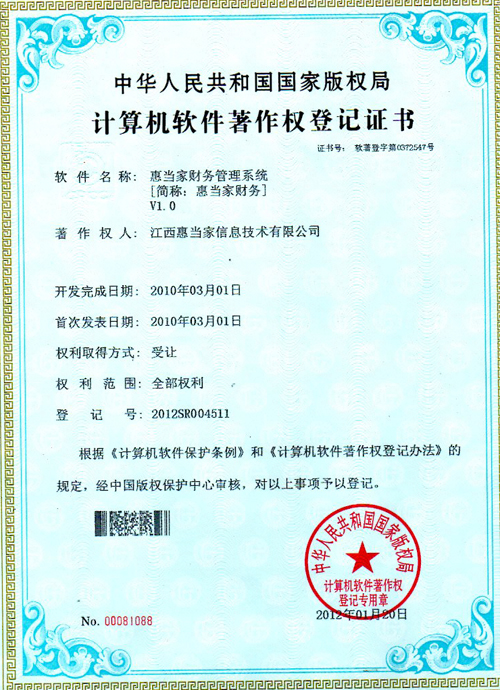 中华人民共和国国家版权局
计算机软件著作权登记证书
证书号: 软著登字第0372547号
软件名称: 惠当家财务管理系统
[简称: 惠当家财务]
V1.0
著作权人: 江西惠当家信息技术有限公司
开发完成日期: 2010年03月01日
首次发表日期: 2010年03月01日
权利取得方式: 受让
权利范围: 全部权利
登记号: 2012SR004511
根据《计算机软件保护条例》和《计算机软件著作权登记办法》的
规定,经中国版权保护中心审核,对以上事项予以登记。
中华人民共和国国家版权局
计算机软件著作权
登记专用章
2012年01月20日
No. 00081088